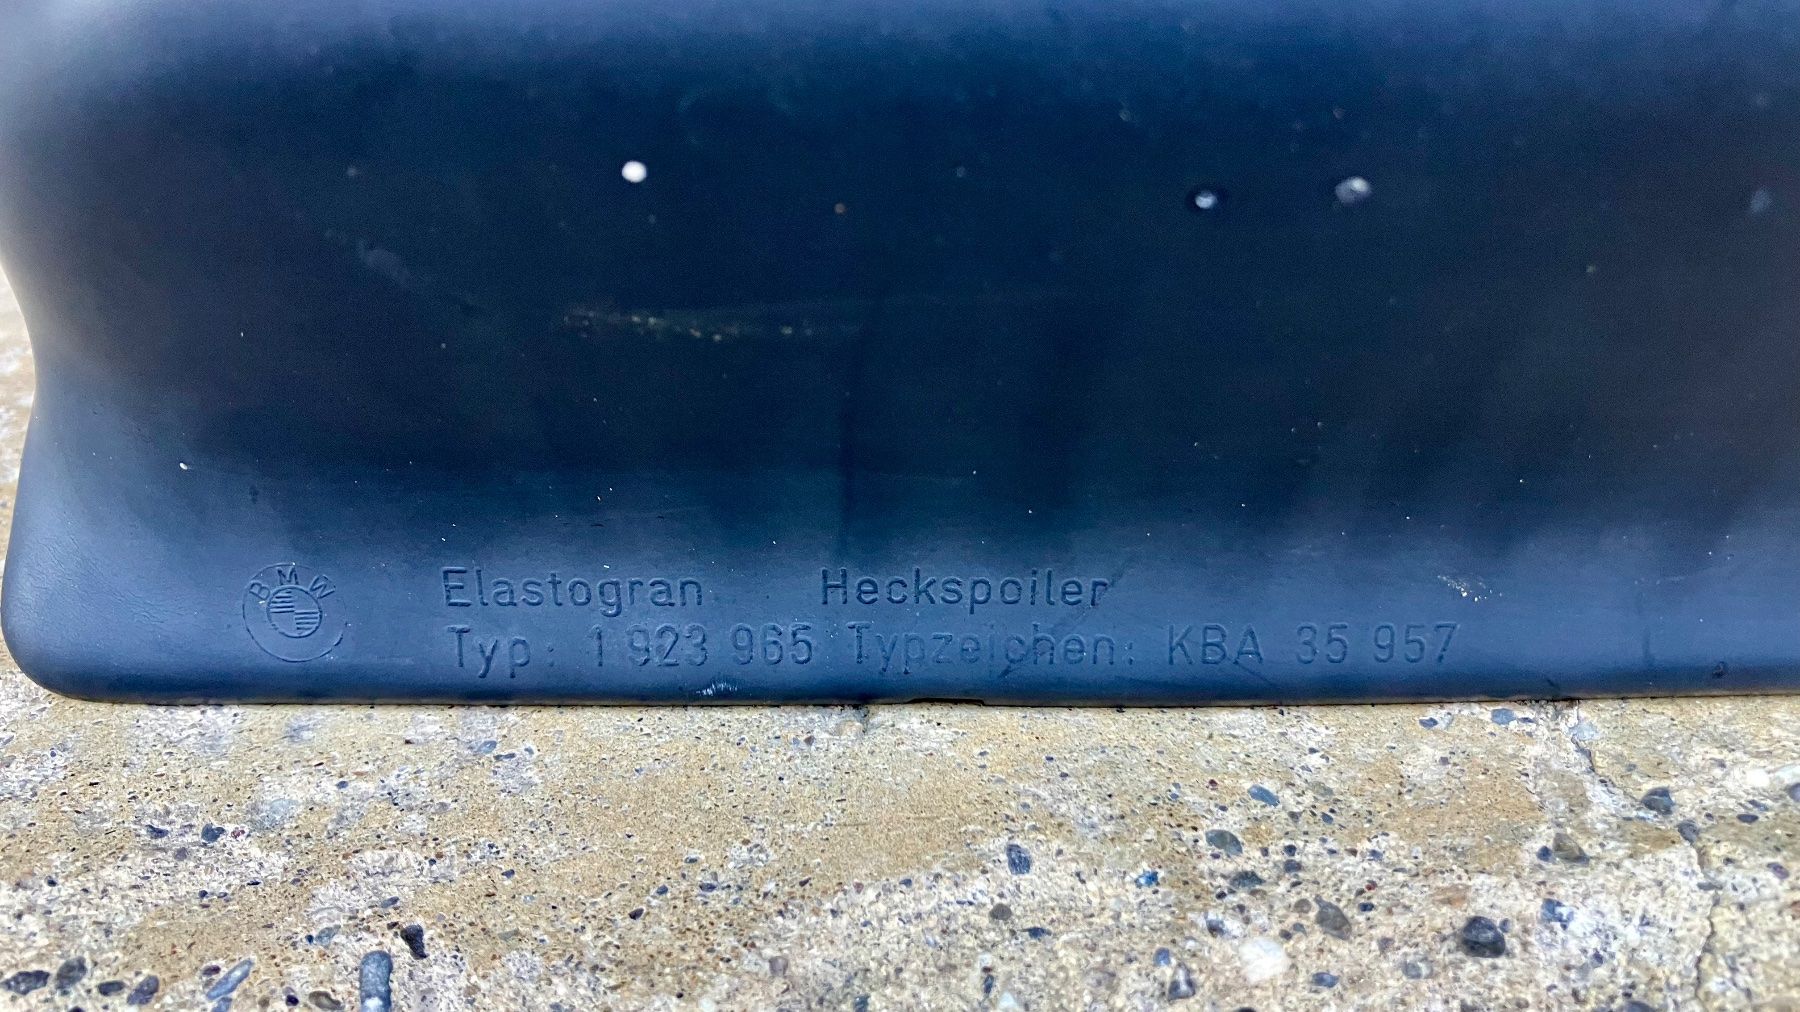 BMW
Elastogran Heckspoiler
Typ: 1 923 965 Typzeichen: KBA 35 957